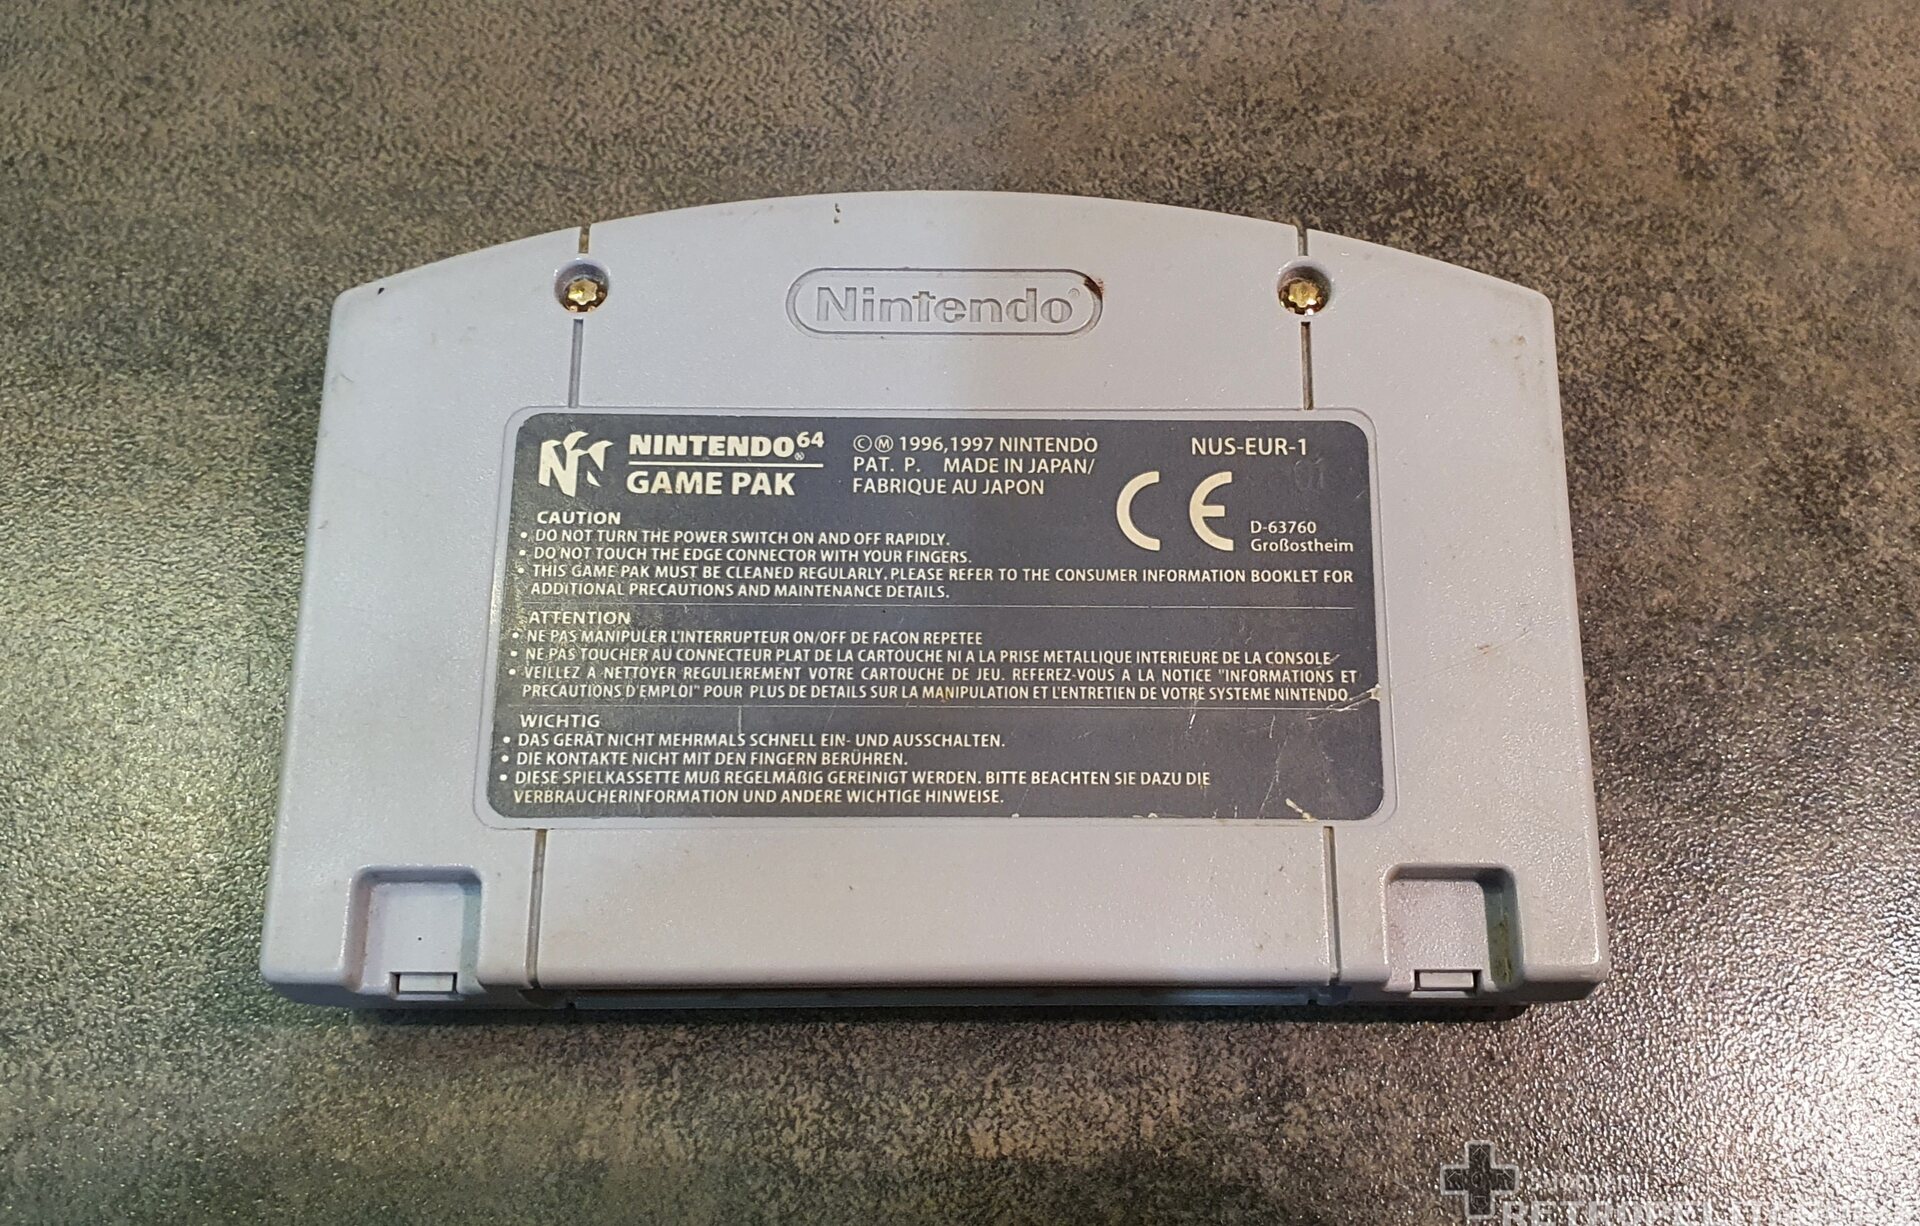 Nintendo®
NINTENDO64®
GAME PAK
©Ⓜ 1996,1997 NINTENDO
PAT. P. MADE IN JAPAN/
FABRIQUE AU JAPON
NUS-EUR-1
01
CE
D-63760
Großostheim
CAUTION
• DO NOT TURN THE POWER SWITCH ON AND OFF RAPIDLY.
• DO NOT TOUCH THE EDGE CONNECTOR WITH YOUR FINGERS.
• THIS GAME PAK MUST BE CLEANED REGULARLY. PLEASE REFER TO THE CONSUMER INFORMATION BOOKLET FOR
ADDITIONAL PRECAUTIONS AND MAINTENANCE DETAILS.
ATTENTION
• NE PAS MANIPULER L'INTERRUPTEUR ON/OFF DE FACON REPETEE
• NE PAS TOUCHER AU CONNECTEUR PLAT DE LA CARTOUCHE NI A LA PRISE METALLIQUE INTERIEURE DE LA CONSOLE
• VEILLEZ A NETTOYER REGULIEREMENT VOTRE CARTOUCHE DE JEU. REFEREZ-VOUS A LA NOTICE "INFORMATIONS ET
PRECAUTIONS D'EMPLOI" POUR PLUS DE DETAILS SUR LA MANIPULATION ET L'ENTRETIEN DE VOTRE SYSTEME NINTENDO.
WICHTIG
• DAS GERÄT NICHT MEHRMALS SCHNELL EIN- UND AUSSCHALTEN.
• DIE KONTAKTE NICHT MIT DEN FINGERN BERÜHREN.
• DIESE SPIELKASSETTE MUß REGELMÄßIG GEREINIGT WERDEN. BITTE BEACHTEN SIE DAZU DIE
VERBRAUCHERINFORMATION UND ANDERE WICHTIGE HINWEISE.